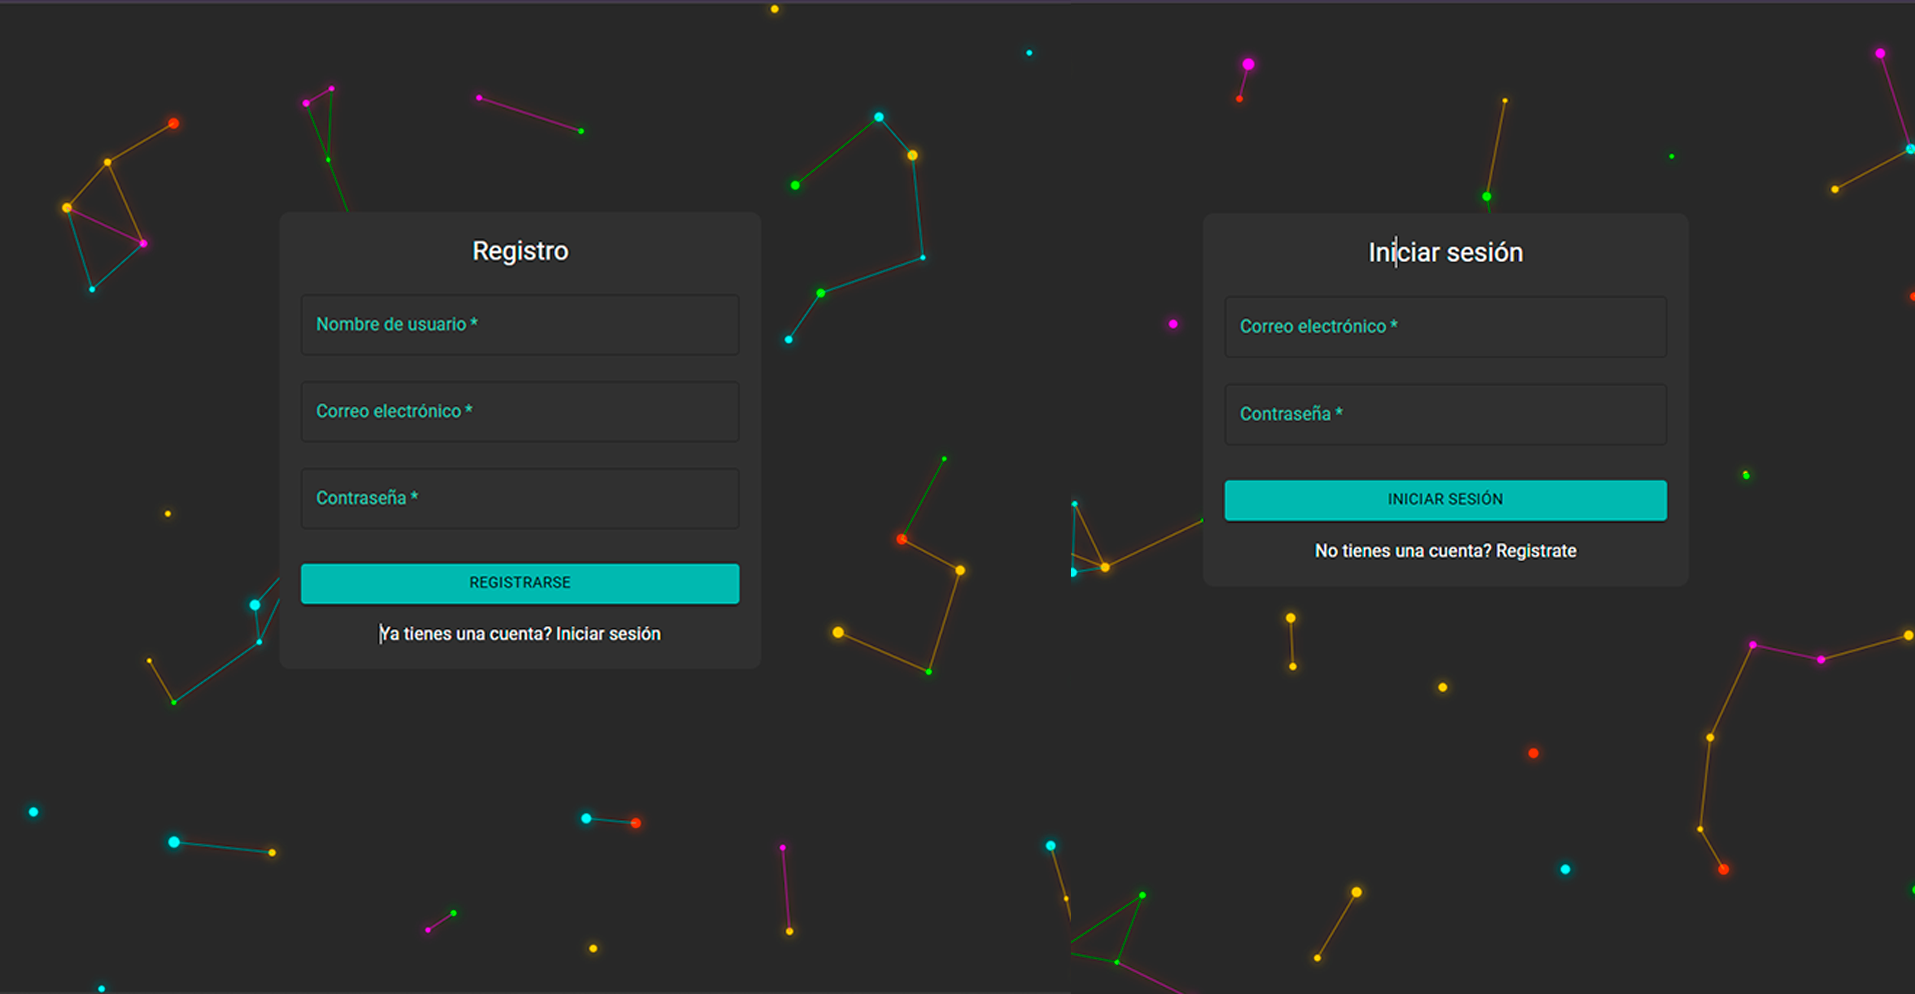 Registro
Nombre de usuario *
Correo electrónico *
Contraseña *
REGISTRARSE
Ya tienes una cuenta? Iniciar sesión
Iniciar sesión
Correo electrónico *
Contraseña *
INICIAR SESIÓN
No tienes una cuenta? Registrate